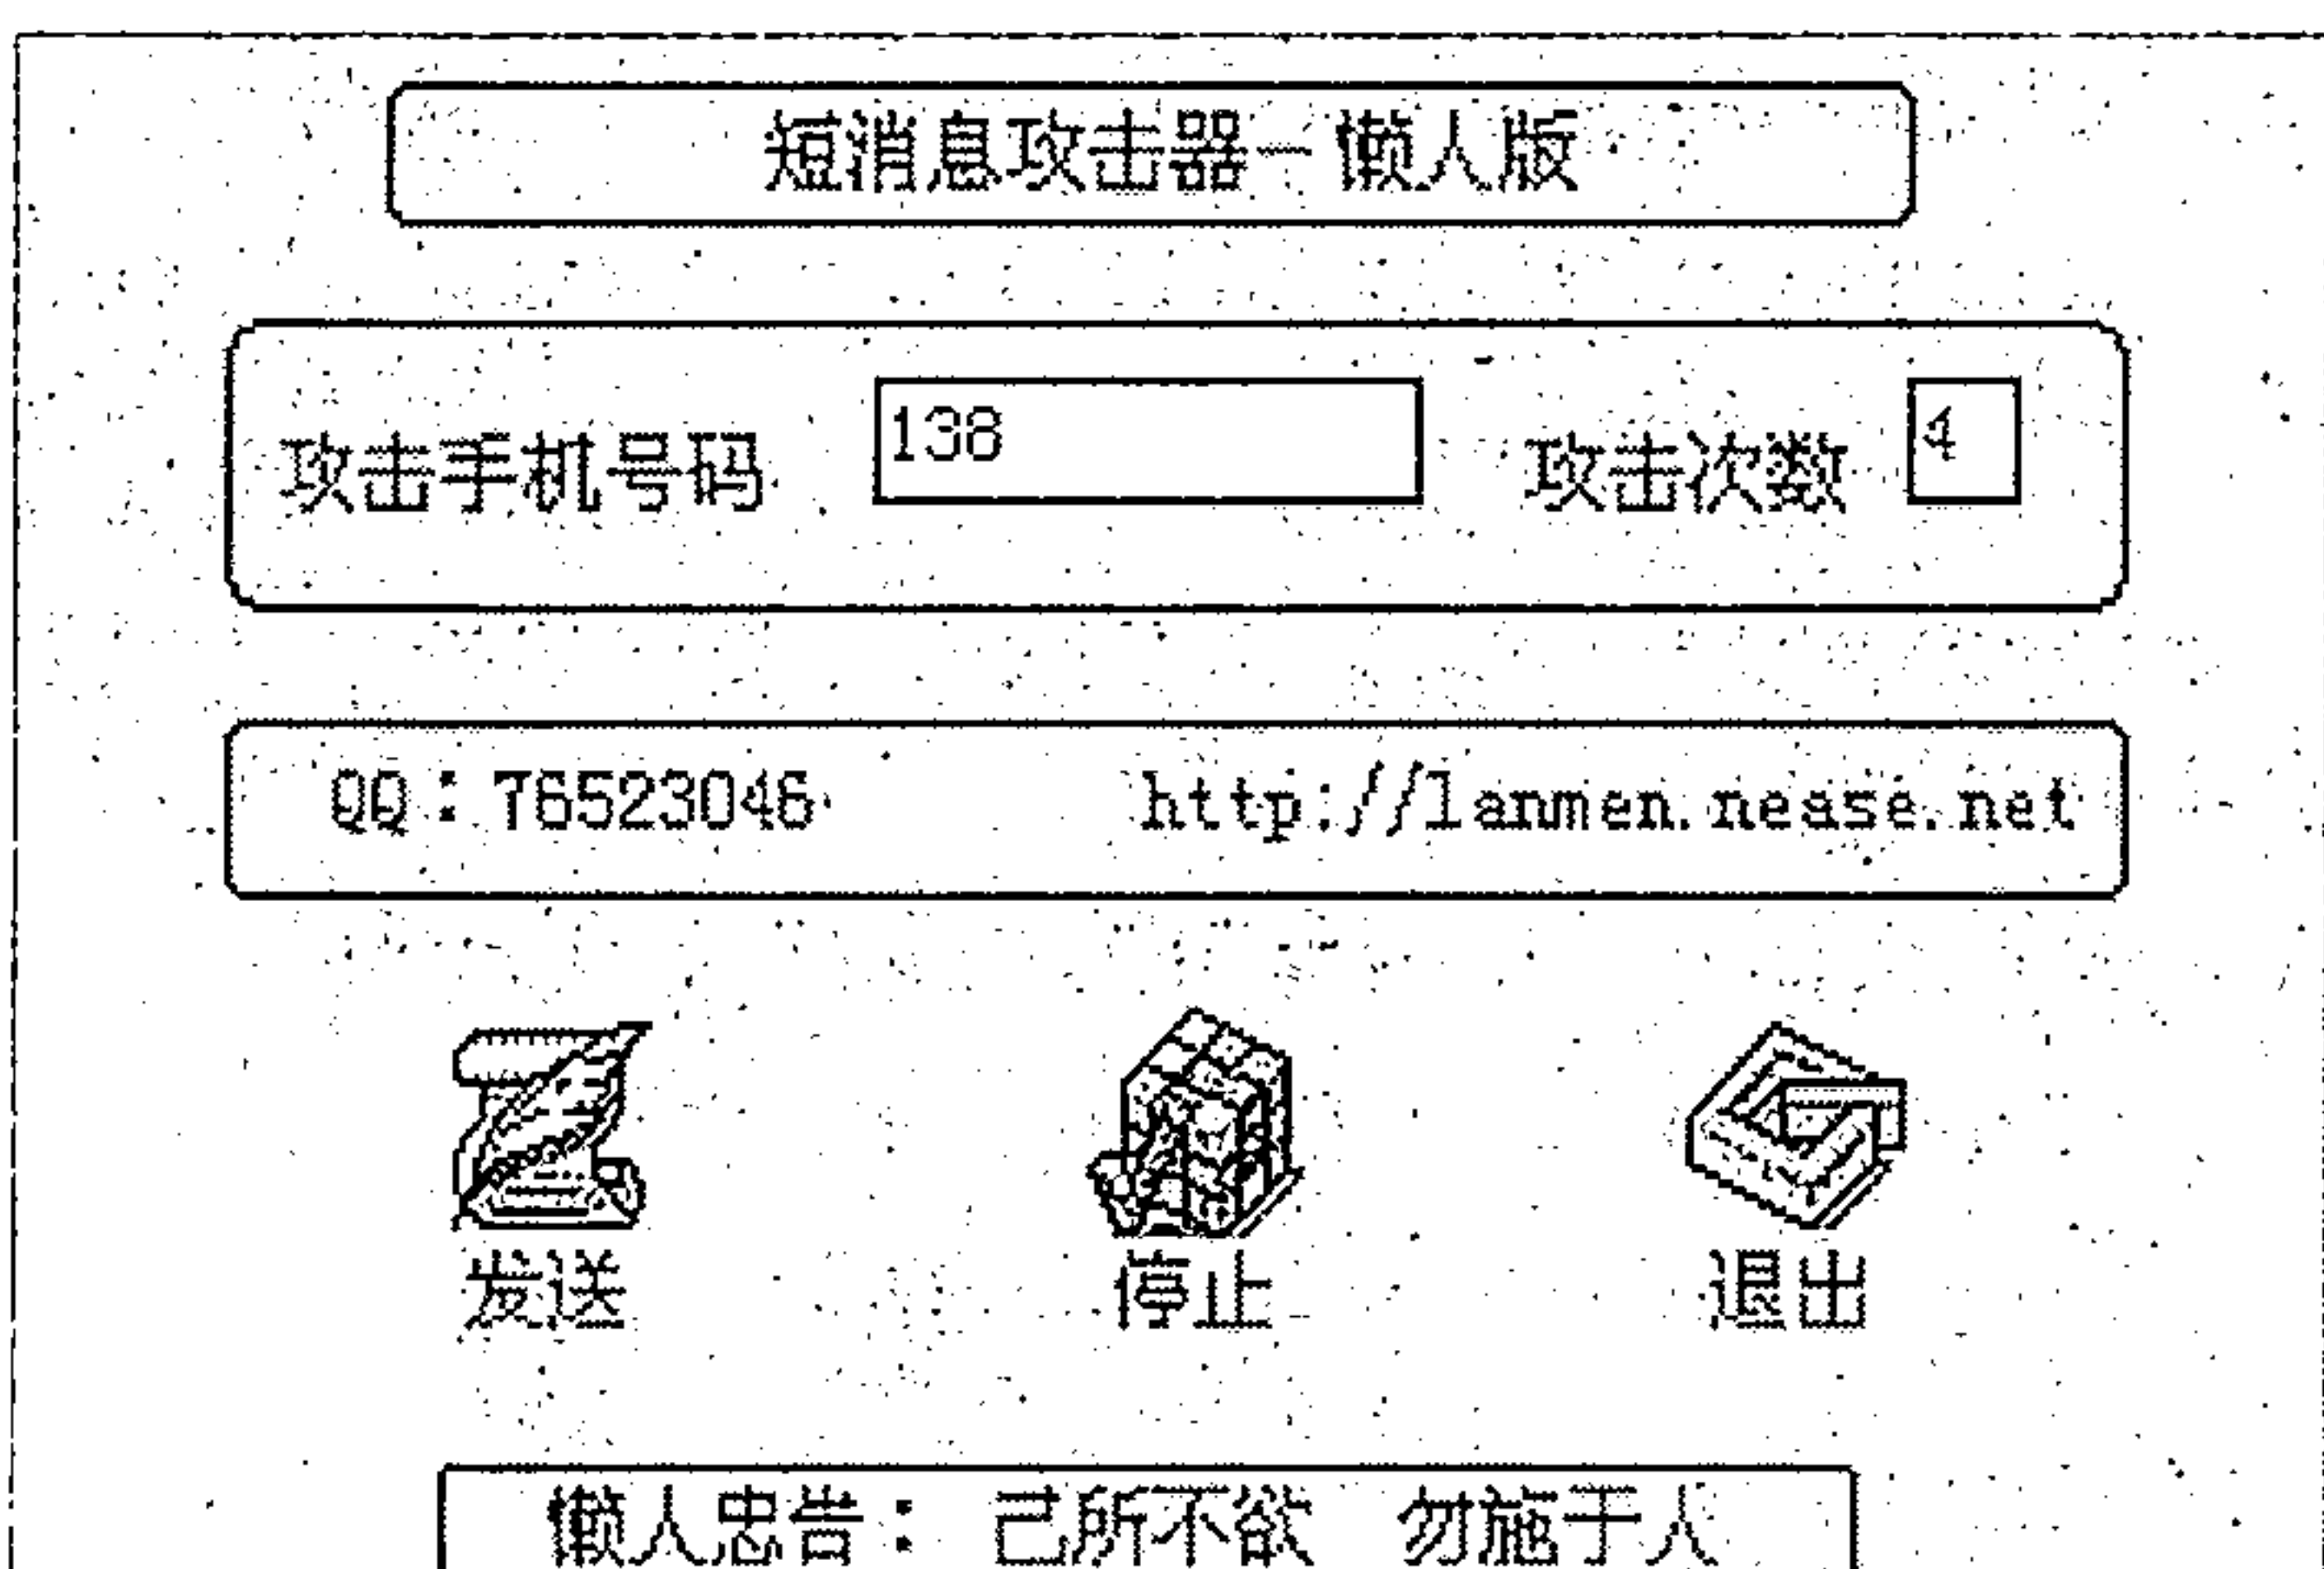 短消息攻击器－懒人版
攻击手机号码 138 攻击次数 4
QQ：76523046 http://lanmen.nease.net
发送 停止 退出
懒人忠告： 己所不欲 勿施于人